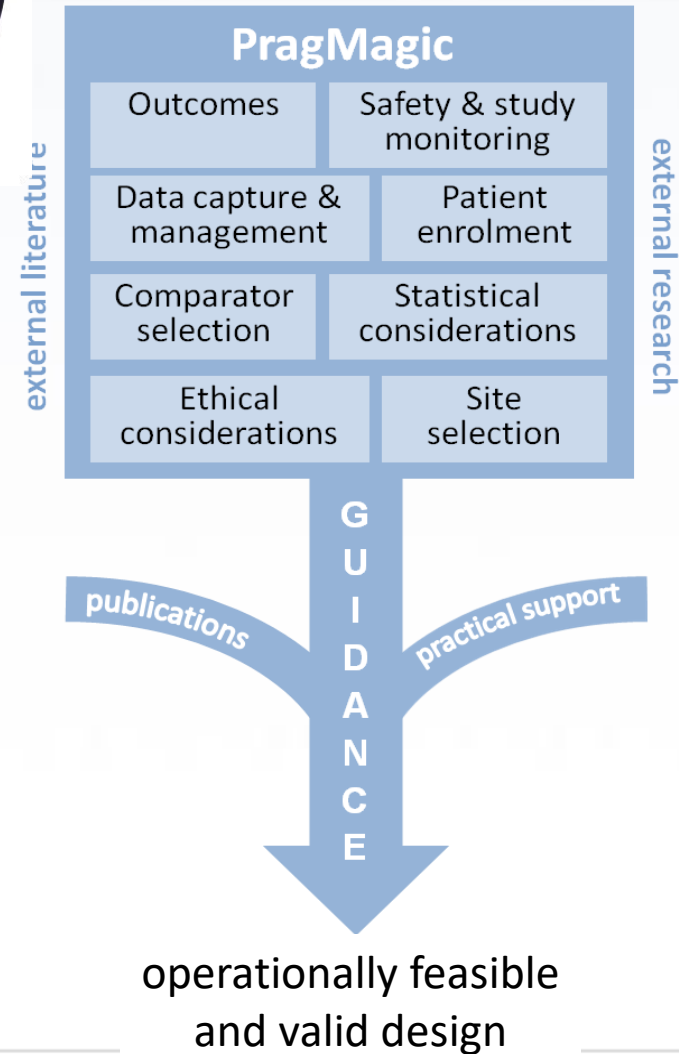 PragMagic
Outcomes
Safety & study
monitoring
Data capture &
management
Patient
enrolment
Comparator
selection
Statistical
considerations
Ethical
considerations
Site
selection
external literature
external research
GUIDANCE
publications
practical support
operationally feasible
and valid design